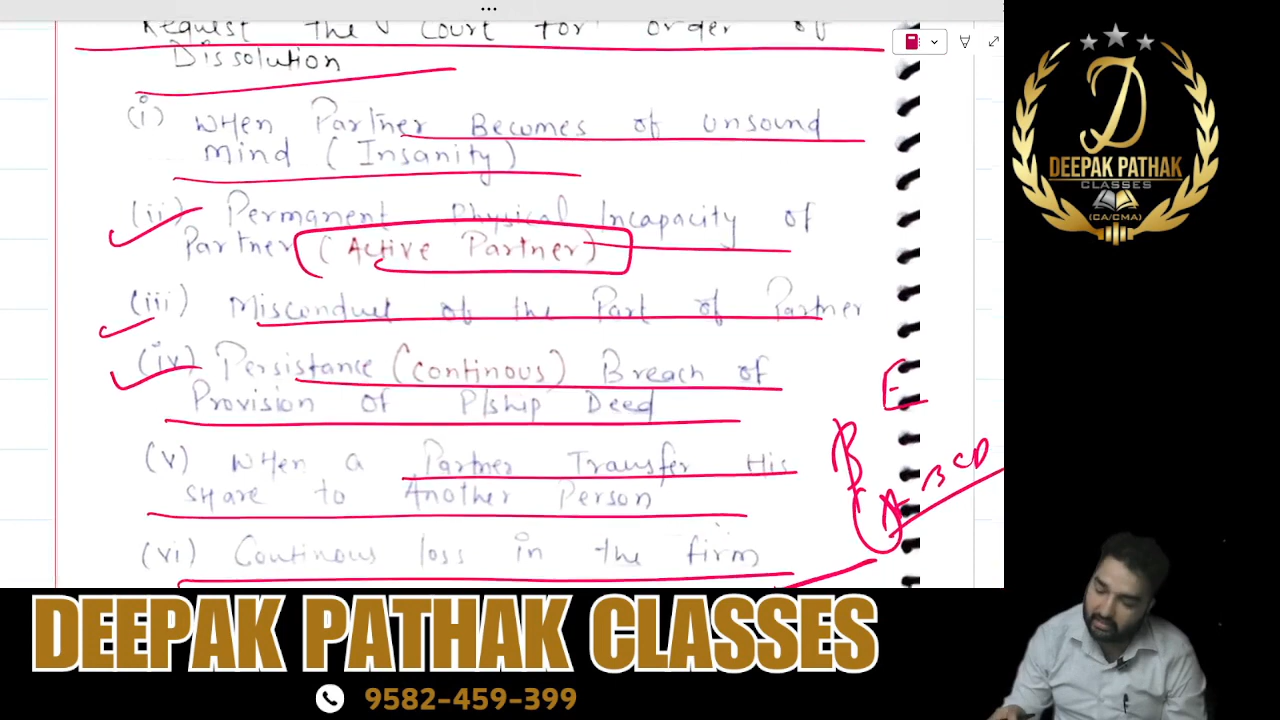 Request the Court for order of
Dissolution
(i) When Partner Becomes of unsound
mind (Insanity)
(ii) Permanent Physical Incapacity of
Partner (Active Partner)
(iii) Misconduct of the Part of Partner
(iv) Persistance (continous) Breach of
Provision of P/ship Deed
(v) When a Partner Transfer His
share to Another Person
(vi) Continous loss in the firm
E
B
A B C D
D
DEEPAK PATHAK
CLASSES
(CA/CMA)
DEEPAK PATHAK CLASSES
9582-459-399